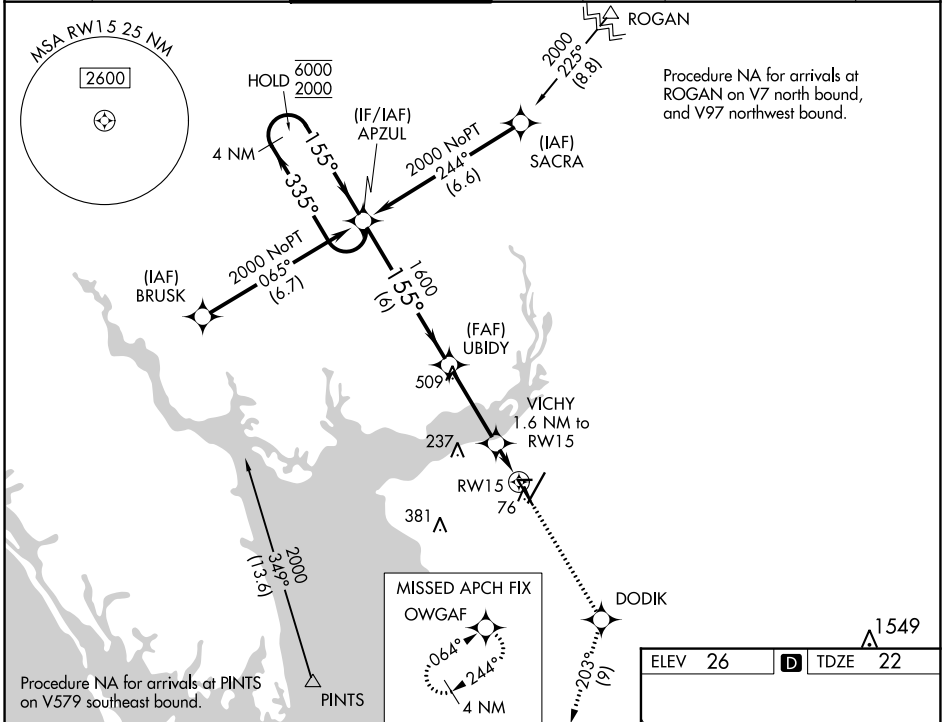 MSA RW15 25 NM
2600
HOLD 6000
2000
4 NM
155°
335°
(IF/IAF)
APZUL
2000 NoPT
244°
(6.6)
ROGAN
2000
225°
(8.8)
(IAF)
SACRA
Procedure NA for arrivals at
ROGAN on V7 north bound,
and V97 northwest bound.
(IAF)
BRUSK
2000 NoPT
065°
(6.7)
1600
155°
(6)
(FAF)
UBIDY
509
VICHY
1.6 NM to
RW15
237
RW15
76
381
2000
349°
(13.6)
PINTS
Procedure NA for arrivals at PINTS
on V579 southeast bound.
MISSED APCH FIX
OWGAF
064°
244°
4 NM
DODIK
203°
(9)
1549
ELEV 26 D TDZE 22